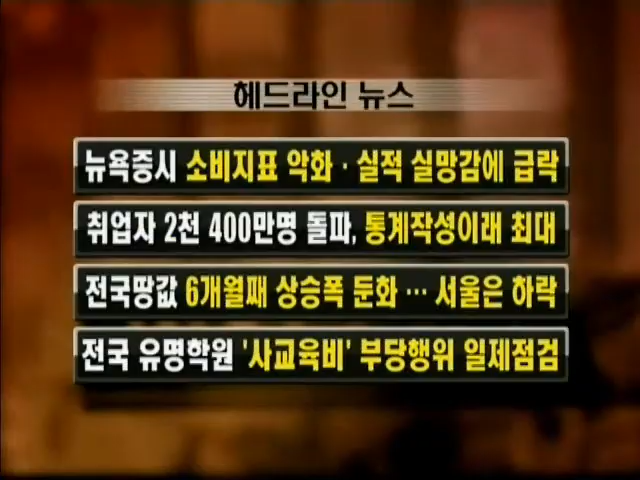 헤드라인 뉴스
뉴욕증시 소비지표 악화 · 실적 실망감에 급락
취업자 2천 400만명 돌파, 통계작성이래 최대
전국땅값 6개월째 상승폭 둔화 … 서울은 하락
전국 유명학원 '사교육비' 부당행위 일제점검